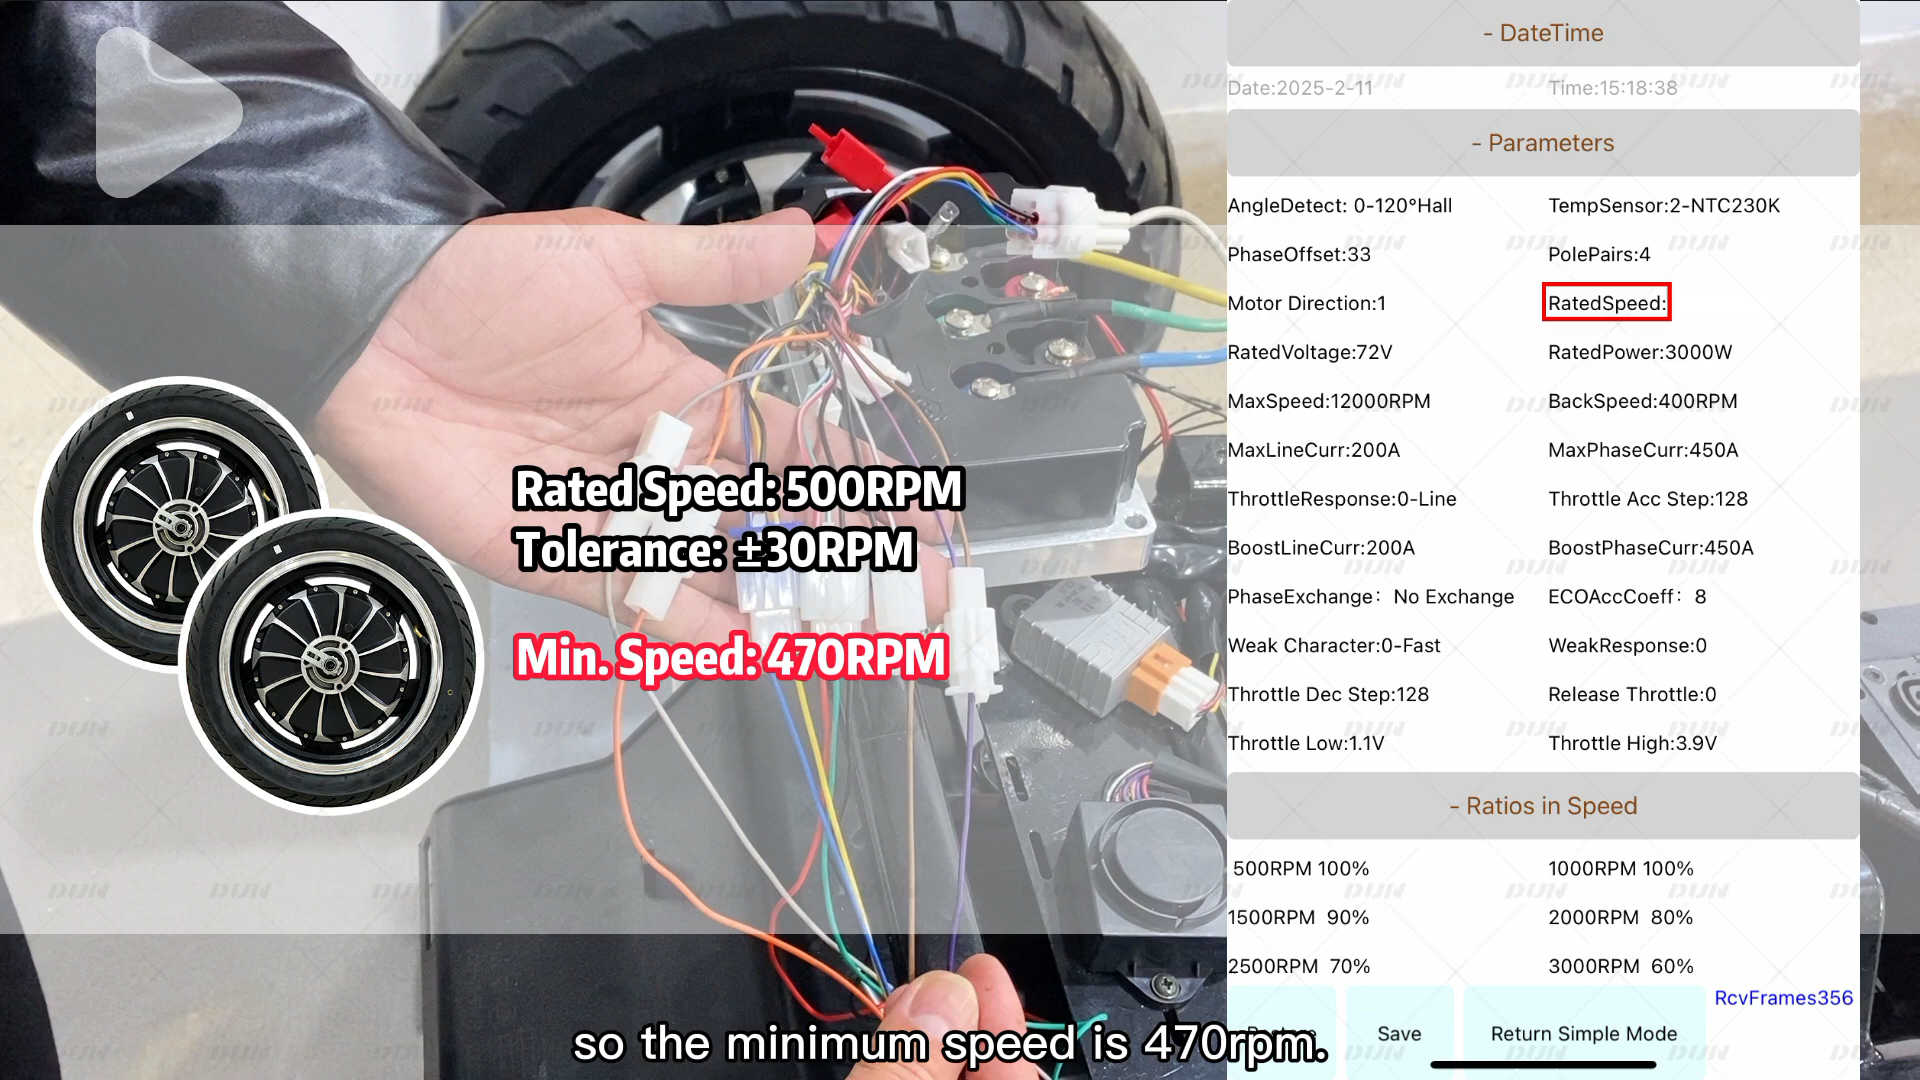 - DateTime
Date:2025-2-11 Time:15:18:38
- Parameters
AngleDetect: 0-120°Hall TempSensor:2-NTC230K
PhaseOffset:33 PolePairs:4
Motor Direction:1 RatedSpeed:
RatedVoltage:72V RatedPower:3000W
MaxSpeed:12000RPM BackSpeed:400RPM
MaxLineCurr:200A MaxPhaseCurr:450A
ThrottleResponse:0-Line Throttle Acc Step:128
BoostLineCurr:200A BoostPhaseCurr:450A
PhaseExchange: No Exchange ECOAccCoeff: 8
Weak Character:0-Fast WeakResponse:0
Throttle Dec Step:128 Release Throttle:0
Throttle Low:1.1V Throttle High:3.9V
- Ratios in Speed
500RPM 100% 1000RPM 100%
1500RPM 90% 2000RPM 80%
2500RPM 70% 3000RPM 60%
RcvFrames356
Save Return Simple Mode
Rated Speed: 500RPM
Tolerance: ±30RPM
Min. Speed: 470RPM
so the minimum speed is 470rpm.